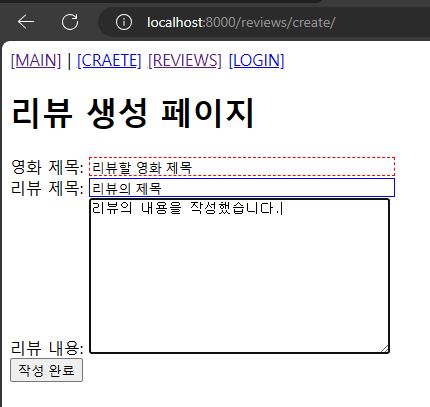 localhost:8000/reviews/create/
[MAIN] | [CRAETE] [REVIEWS] [LOGIN]
리뷰 생성 페이지
영화 제목: 리뷰할 영화 제목
리뷰 제목: 리뷰의 제목
리뷰의 내용을 작성했습니다.
리뷰 내용:
작성 완료